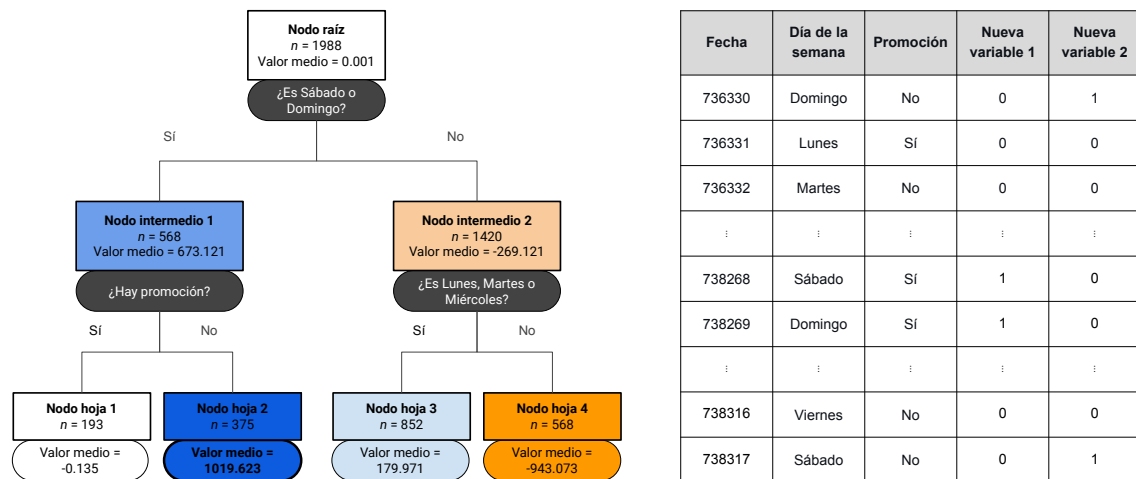 Nodo raíz
n = 1988
Valor medio = 0.001
¿Es Sábado o
Domingo?
Sí
No
Nodo intermedio 1
n = 568
Valor medio = 673.121
¿Hay promoción?
Nodo intermedio 2
n = 1420
Valor medio = -269.121
¿Es Lunes, Martes o
Miércoles?
Sí
No
Sí
No
Nodo hoja 1
n = 193
Valor medio =
-0.135
Nodo hoja 2
n = 375
Valor medio =
1019.623
Nodo hoja 3
n = 852
Valor medio =
179.971
Nodo hoja 4
n = 568
Valor medio =
-943.073
Fecha Día de la semana Promoción Nueva variable 1 Nueva variable 2
736330 Domingo No 0 1
736331 Lunes Sí 0 0
736332 Martes No 0 0
⋮ ⋮ ⋮ ⋮ ⋮
738268 Sábado Sí 1 0
738269 Domingo Sí 1 0
⋮ ⋮ ⋮ ⋮ ⋮
738316 Viernes No 0 0
738317 Sábado No 0 1